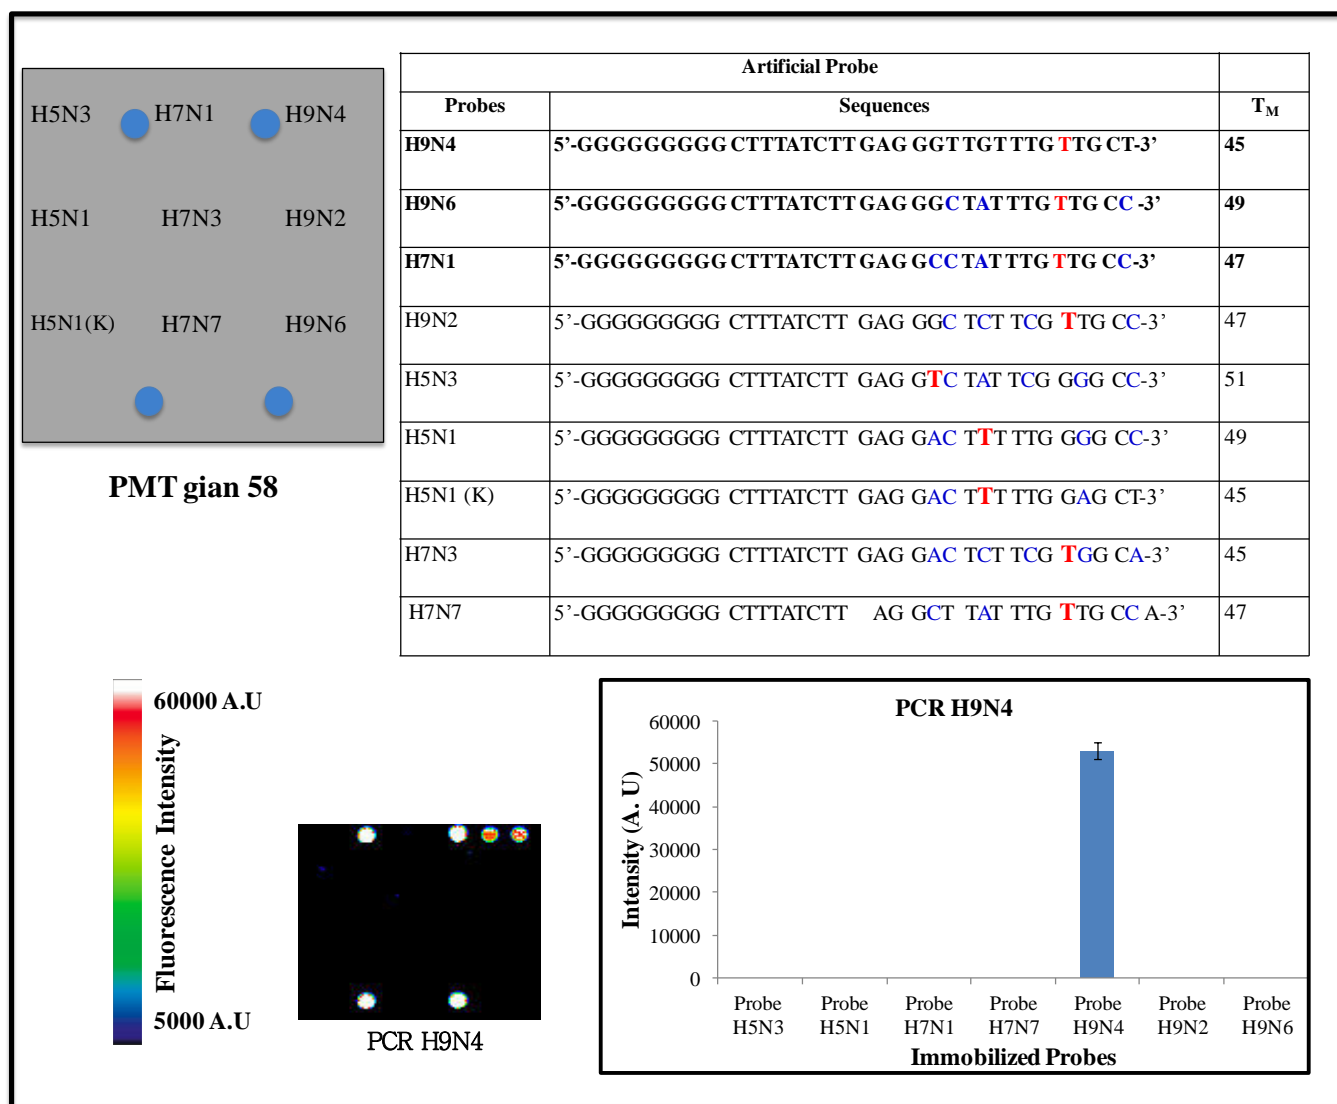 H5N3 H7N1 H9N4
H5N1 H7N3 H9N2
H5N1(K) H7N7 H9N6
PMT gian 58
Artificial Probe
Probes Sequences TM
H9N4 5'-GGGGGGGGG CTTTATCTT GAG GGTTGTTTG TTG CT-3' 45
H9N6 5'-GGGGGGGGG CTTTATCTT GAG GGC TAT TTG TTG CC -3' 49
H7N1 5'-GGGGGGGGG CTTTATCTT GAG GCC TAT TTG TTG CC-3' 47
H9N2 5'-GGGGGGGGG CTTTATCTT GAG GGC TCT TCG TTG CC-3' 47
H5N3 5'-GGGGGGGGG CTTTATCTT GAG GTC TAT TCG GGG CC-3' 51
H5N1 5'-GGGGGGGGG CTTTATCTT GAG GAC TTT TTG GGG CC-3' 49
H5N1 (K) 5'-GGGGGGGGG CTTTATCTT GAG GAC TTT TTG GAG CT-3' 45
H7N3 5'-GGGGGGGGG CTTTATCTT GAG GAC TCT TCG TGG CA-3' 45
H7N7 5'-GGGGGGGGG CTTTATCTT AG GCT TAT TTG TTG CC A-3' 47
60000 A.U
Fluorescence Intensity
5000 A.U
PCR H9N4
PCR H9N4
60000
50000
40000
30000
20000
10000
0
Intensity (A. U)
Probe Probe Probe Probe Probe Probe Probe
H5N3 H5N1 H7N1 H7N7 H9N4 H9N2 H9N6
Immobilized Probes